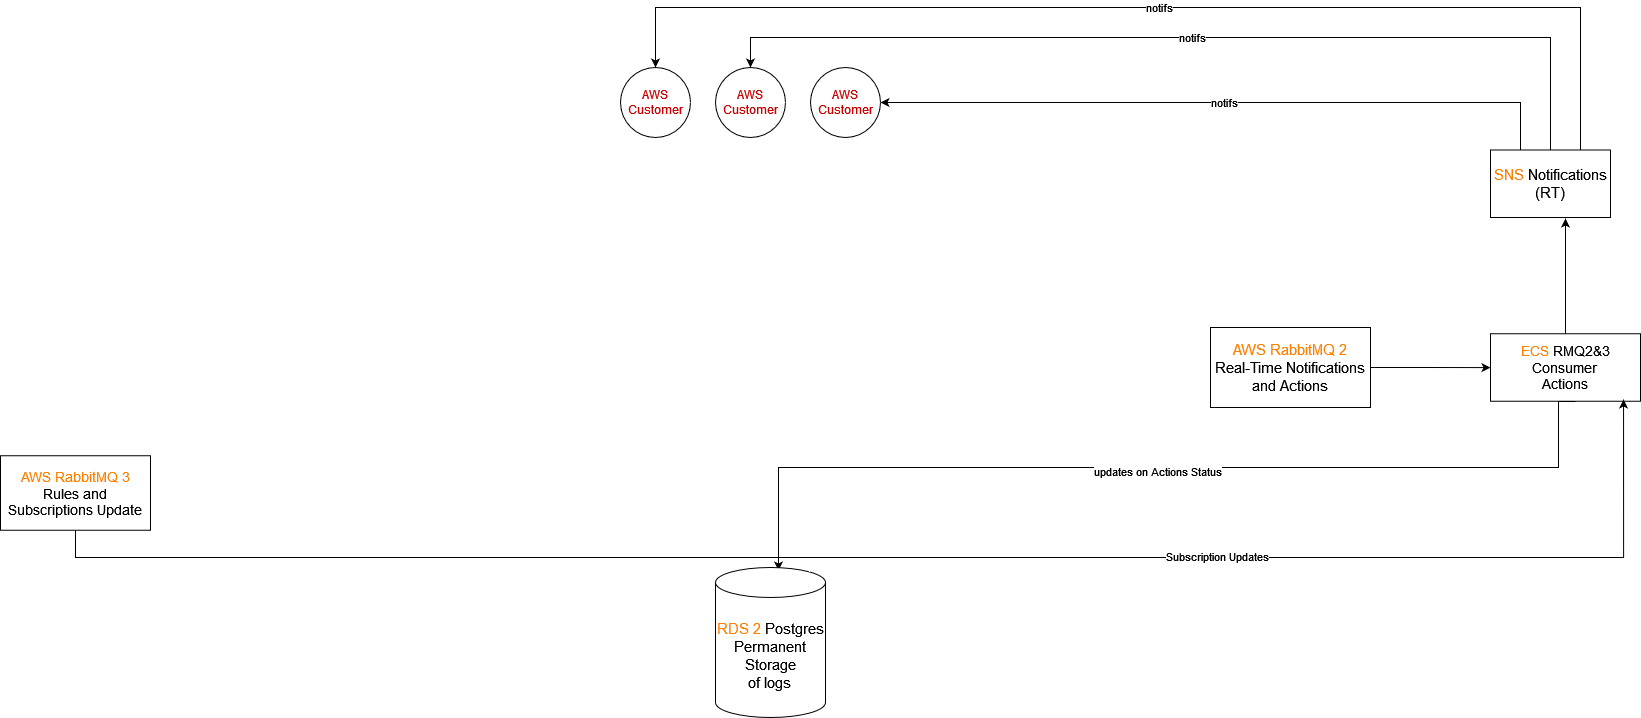 notifs
notifs
AWS
Customer
AWS
Customer
AWS
Customer
notifs
SNS Notifications
(RT)
AWS RabbitMQ 2
Real-Time Notifications
and Actions
ECS RMQ2&3
Consumer
Actions
updates on Actions Status
AWS RabbitMQ 3
Rules and
Subscriptions Update
Subscription Updates
RDS 2 Postgres
Permanent
Storage
of logs